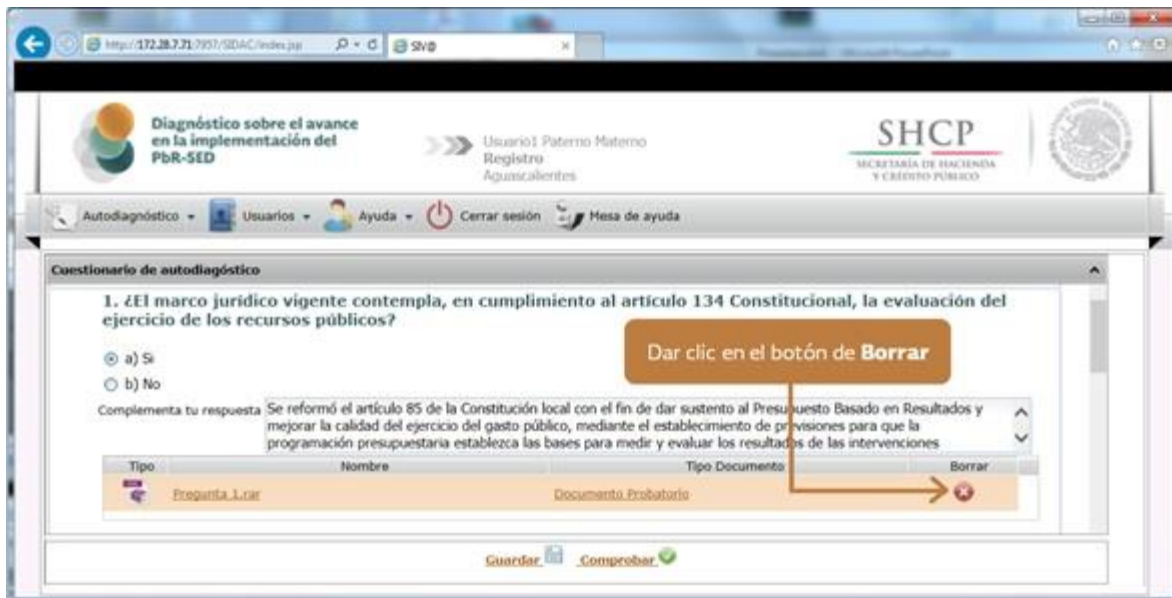 http://172.28.7.71:7957/SIDAC/index.jsp
SIV@
Diagnóstico sobre el avance
en la implementación del
PbR-SED
Usuario1 Paterno Materno
Registro
Aguascalientes
SHCP
SECRETARÍA DE HACIENDA
Y CRÉDITO PÚBLICO
Autodiagnóstico Usuarios Ayuda Cerrar sesión Mesa de ayuda
Cuestionario de autodiagóstico
1. ¿El marco jurídico vigente contempla, en cumplimiento al artículo 134 Constitucional, la evaluación del
ejercicio de los recursos públicos?
Dar clic en el botón de Borrar
a) Si
b) No
Complementa tu respuesta
Se reformó el artículo 85 de la Constitución local con el fin de dar sustento al Presupuesto Basado en Resultados y
mejorar la calidad del ejercicio del gasto público, mediante el establecimiento de previsiones para que la
programación presupuestaria establezca las bases para medir y evaluar los resultados de las intervenciones
Tipo Nombre Tipo Documento Borrar
Pregunta 1.rar Documento Probatorio
Guardar Comprobar